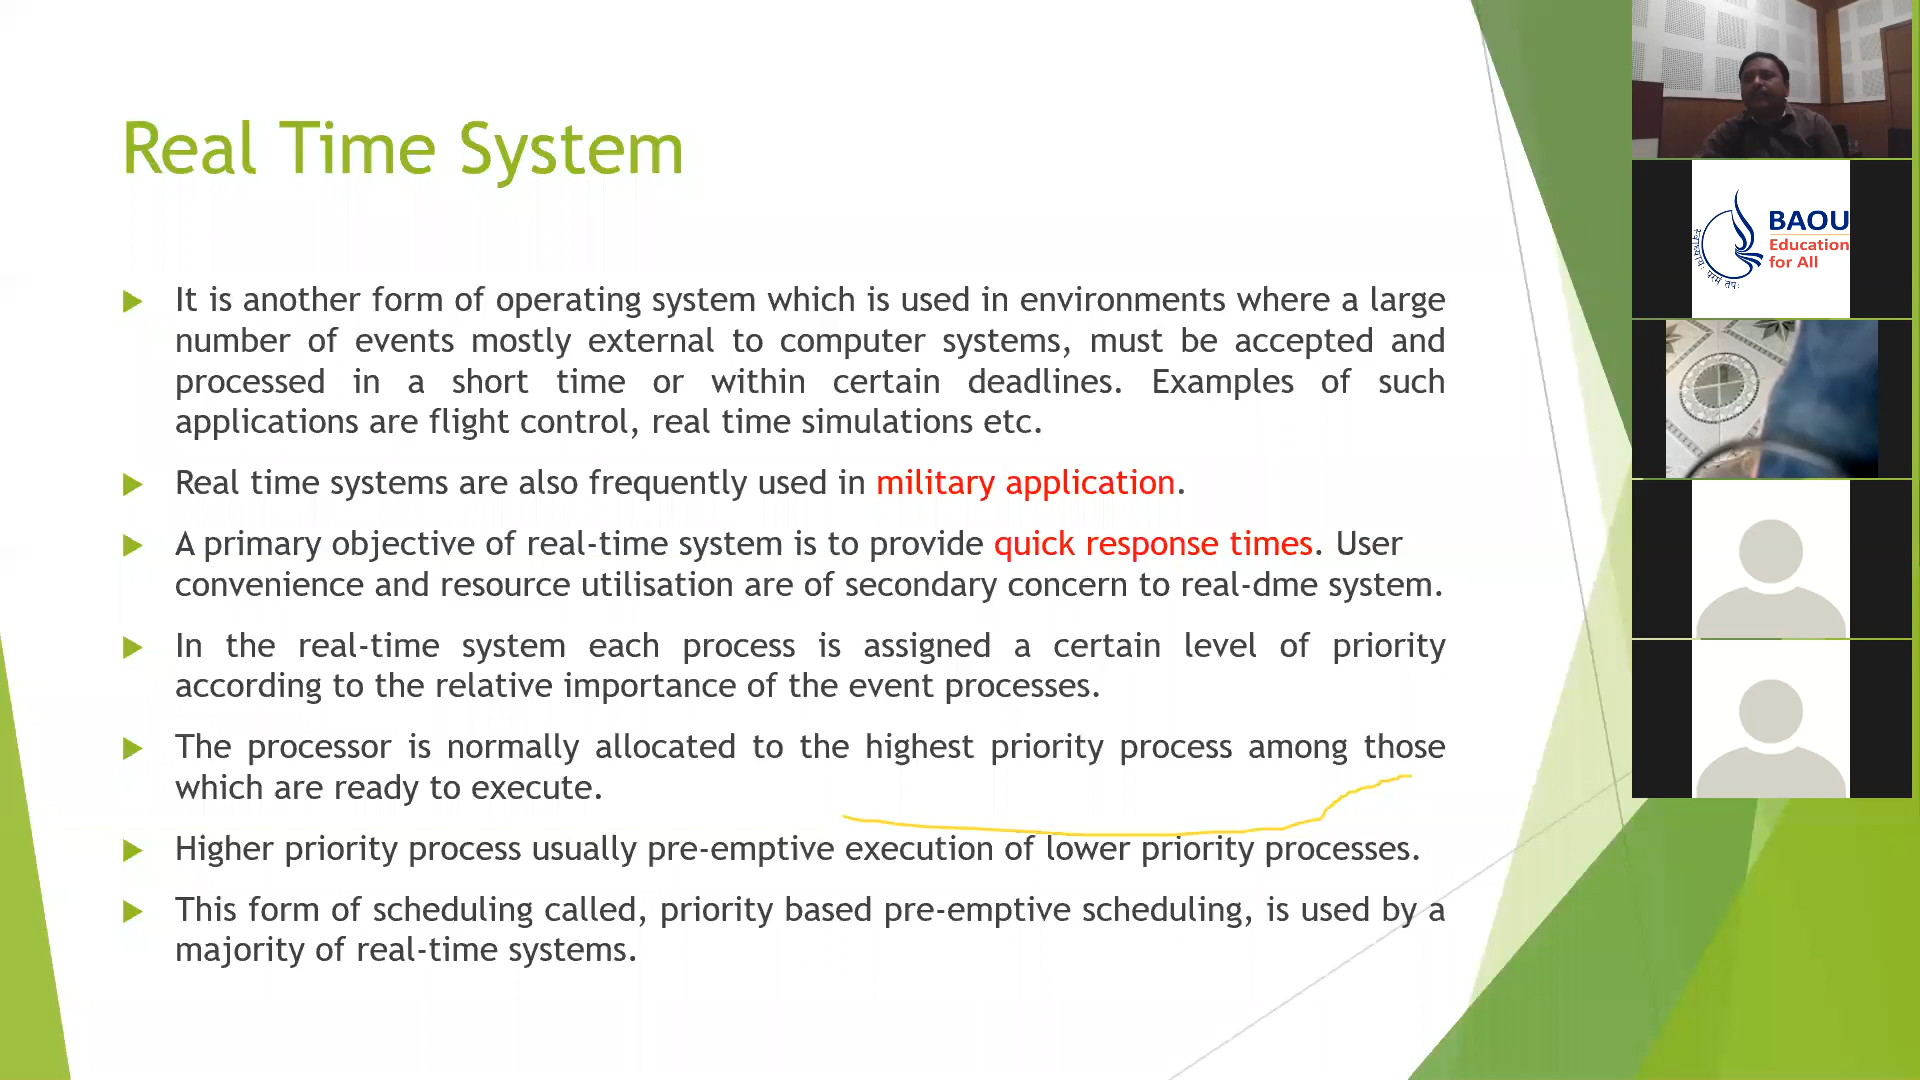 Real Time System
It is another form of operating system which is used in environments where a large
number of events mostly external to computer systems, must be accepted and
processed in a short time or within certain deadlines. Examples of such
applications are flight control, real time simulations etc.
Real time systems are also frequently used in military application.
A primary objective of real-time system is to provide quick response times. User
convenience and resource utilisation are of secondary concern to real-dme system.
In the real-time system each process is assigned a certain level of priority
according to the relative importance of the event processes.
The processor is normally allocated to the highest priority process among those
which are ready to execute.
Higher priority process usually pre-emptive execution of lower priority processes.
This form of scheduling called, priority based pre-emptive scheduling, is used by a
majority of real-time systems.
BAOU
Education
for All